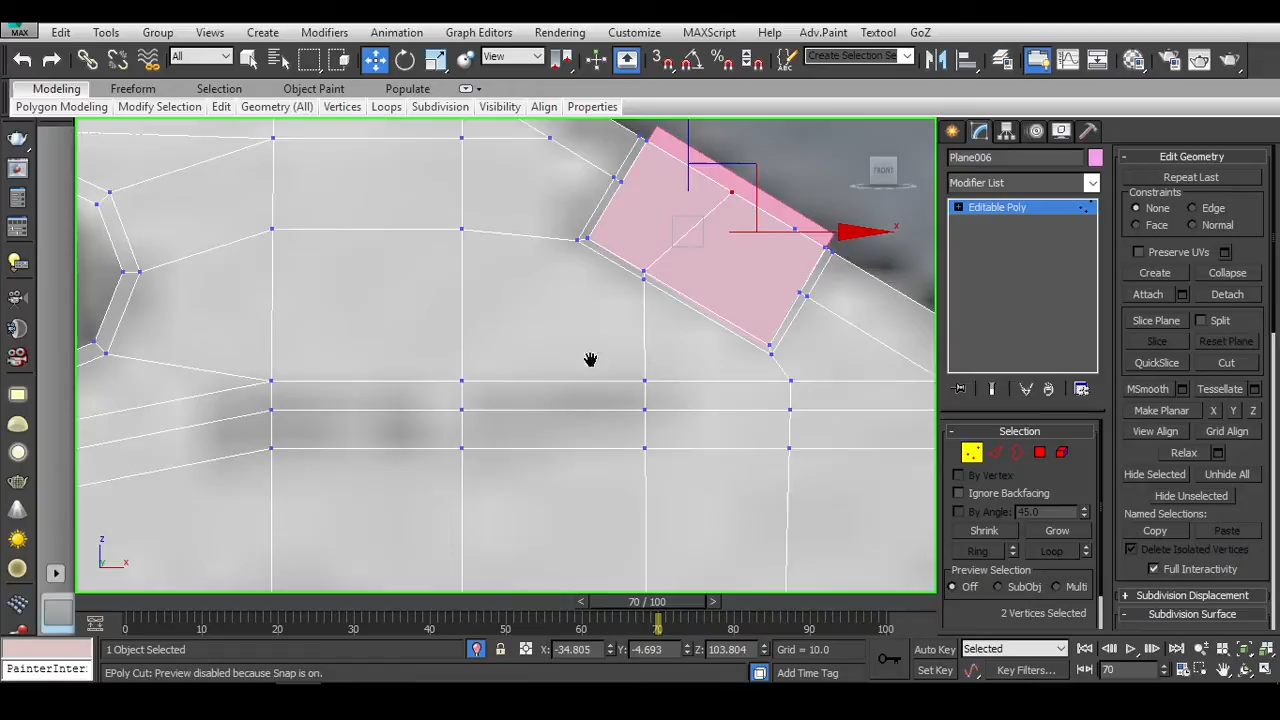 MAX Edit Tools Group Views Create Modifiers Animation Graph Editors Rendering Customize MAXScript Help Adv.Paint Textool GoZ
All View 3 Create Selection Se
Modeling Freeform Selection Object Paint Populate
Polygon Modeling Modify Selection Edit Geometry (All) Vertices Loops Subdivision Visibility Align Properties
FRONT
x
z
y x
Plane006
Modifier List
Editable Poly
Selection
By Vertex
Ignore Backfacing
By Angle: 45.0
Shrink Grow
Ring Loop
Preview Selection
Off SubObj Multi
2 Vertices Selected
Edit Geometry
Repeat Last
Constraints
None Edge
Face Normal
Preserve UVs
Create Collapse
Attach Detach
Slice Plane Split
Slice Reset Plane
QuickSlice Cut
MSmooth Tessellate
Make Planar X Y Z
View Align Grid Align
Relax
Hide Selected Unhide All
Hide Unselected
Named Selections:
Copy Paste
Delete Isolated Vertices
Full Interactivity
Subdivision Displacement
Subdivision Surface
< 70 / 100 >
0 10 20 30 40 50 60 70 80 90 100
1 Object Selected X: -34.805 Y: -4.693 Z: 103.804 Grid = 10.0 Auto Key Selected
PainterInter EPoly Cut: Preview disabled because Snap is on. Add Time Tag Set Key Key Filters... 70